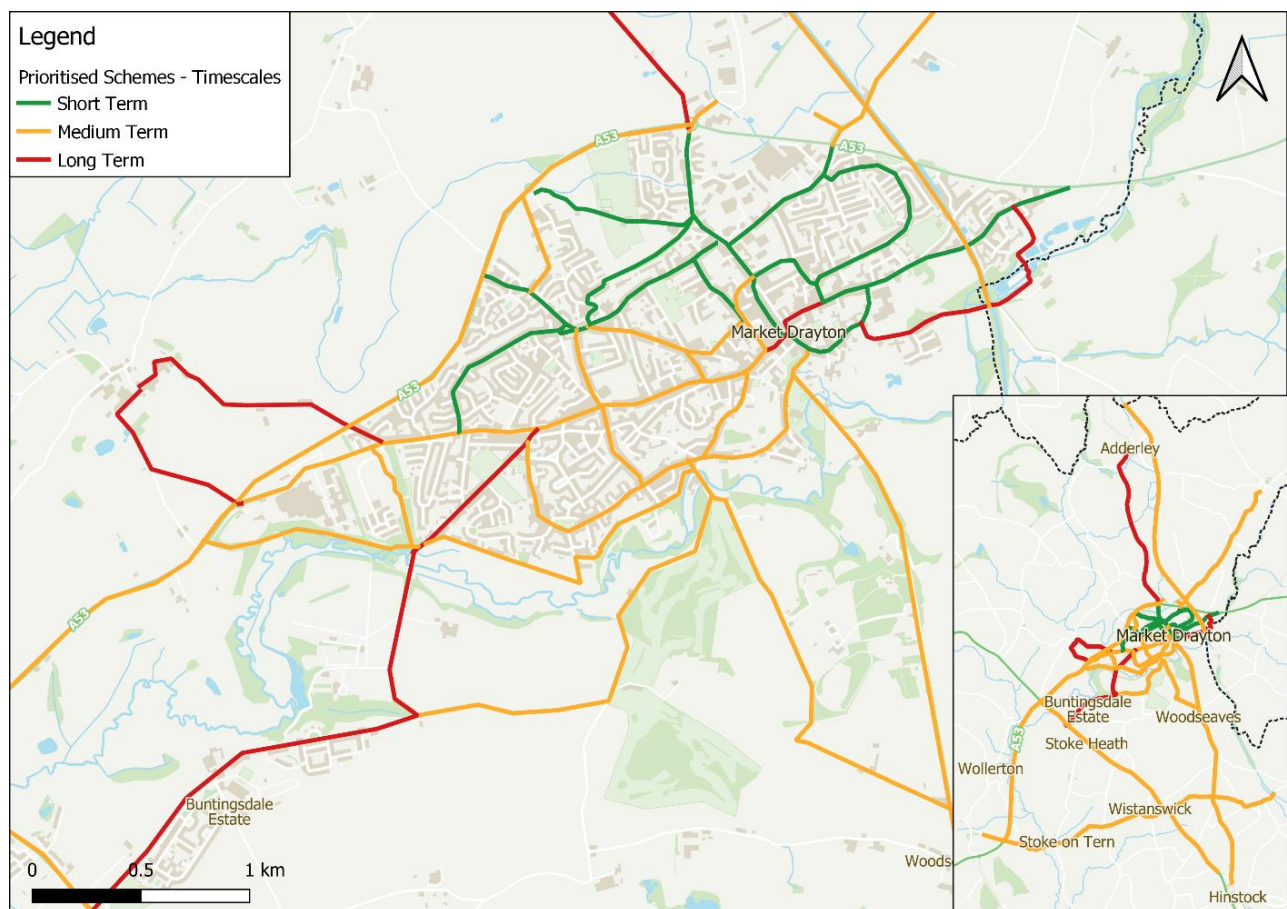 Legend
Prioritised Schemes - Timescales
Short Term
Medium Term
Long Term
A53
A53
Market Drayton
A53
A53
Buntingsdale
Estate
0 0.5 1 km
Woods
Adderley
Market Drayton
Buntingsdale
Estate
Woodseaves
Stoke Heath
A53
Wollerton
Wistanswick
Stoke on Tern
Hinstock